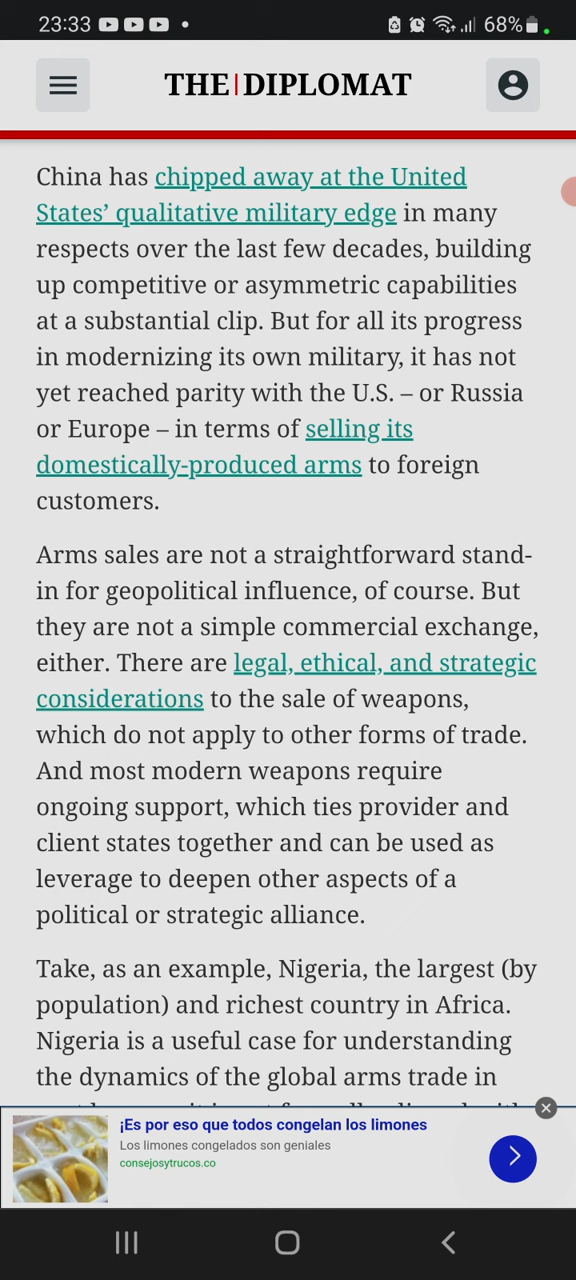 23:33
68%
THE DIPLOMAT
China has chipped away at the United
States’ qualitative military edge in many
respects over the last few decades, building
up competitive or asymmetric capabilities
at a substantial clip. But for all its progress
in modernizing its own military, it has not
yet reached parity with the U.S. – or Russia
or Europe – in terms of selling its
domestically-produced arms to foreign
customers.
Arms sales are not a straightforward stand-
in for geopolitical influence, of course. But
they are not a simple commercial exchange,
either. There are legal, ethical, and strategic
considerations to the sale of weapons,
which do not apply to other forms of trade.
And most modern weapons require
ongoing support, which ties provider and
client states together and can be used as
leverage to deepen other aspects of a
political or strategic alliance.
Take, as an example, Nigeria, the largest (by
population) and richest country in Africa.
Nigeria is a useful case for understanding
the dynamics of the global arms trade in
¡Es por eso que todos congelan los limones
Los limones congelados son geniales
consejosytrucos.co